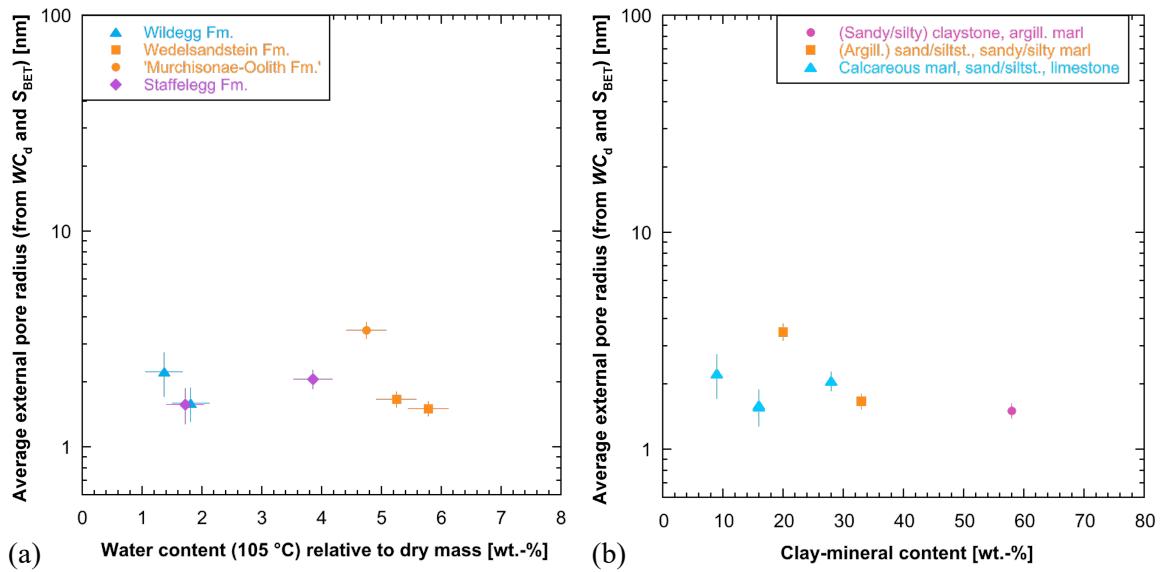 Average external pore radius (from WCd and SBET) [nm]
100
10
1
Wildegg Fm.
Wedelsandstein Fm.
'Murchisonae-Oolith Fm.'
Staffelegg Fm.
0 1 2 3 4 5 6 7 8
(a) Water content (105 °C) relative to dry mass [wt.-%]
Average external pore radius (from WCd and SBET) [nm]
100
10
1
(Sandy/silty) claystone, argill. marl
(Argill.) sand/siltst., sandy/silty marl
Calcareous marl, sand/siltst., limestone
0 10 20 30 40 50 60 70 80
(b) Clay-mineral content [wt.-%]